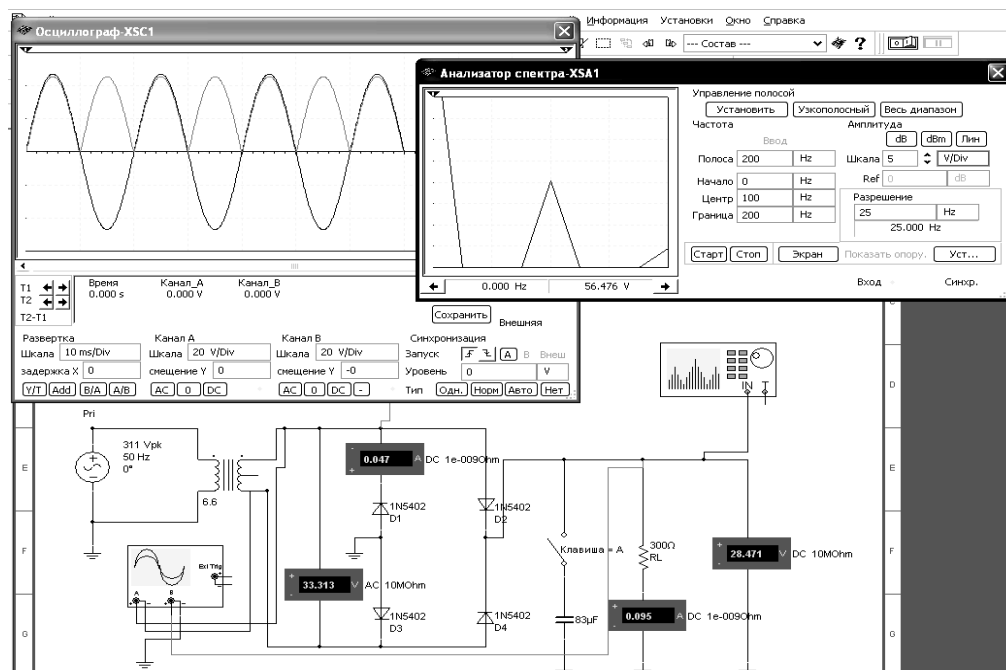 Информация Установки Окно Справка
--- Состав ---
?
Осциллограф-XSC1
Анализатор спектра-XSA1
Управление полосой
Установить Узкополосный Весь диапазон
Частота Амплитуда
Ввод dB dBm Лин
Полоса 200 Hz Шкала 5 V/Div
Начало 0 Hz Ref 0 dB
Центр 100 Hz Разрешение
Граница 200 Hz 25 Hz
25.000 Hz
Старт Стоп Экран Показать опору. Уст...
0.000 Hz 56.476 V Вход Синхр.
Время Канал_A Канал_B
T1 0.000 s 0.000 V 0.000 V
T2
T2-T1
Сохранить Внешняя
Развертка Канал A Канал B Синхронизация
Шкала 10 ms/Div Шкала 20 V/Div Шкала 20 V/Div Запуск A B Внеш
задержка X 0 смещение Y 0 смещение Y -0 Уровень 0 V
Y/T Add B/A A/B AC 0 DC AC 0 DC - Тип Одн. Норм Авто Нет
D
E
F
G
D
E
F
G
IN T
Pri
311 Vpk
50 Hz
0°
6.6
0.047 A DC 1e-009Ohm
1N5402
D1
1N5402
D2
Ext Trig
A B
33.313 V AC 10MOhm
1N5402
D3
1N5402
D4
Клавиша = A
83µF
300Ω
RL
28.471 V DC 10MOhm
0.095 A DC 1e-009Ohm